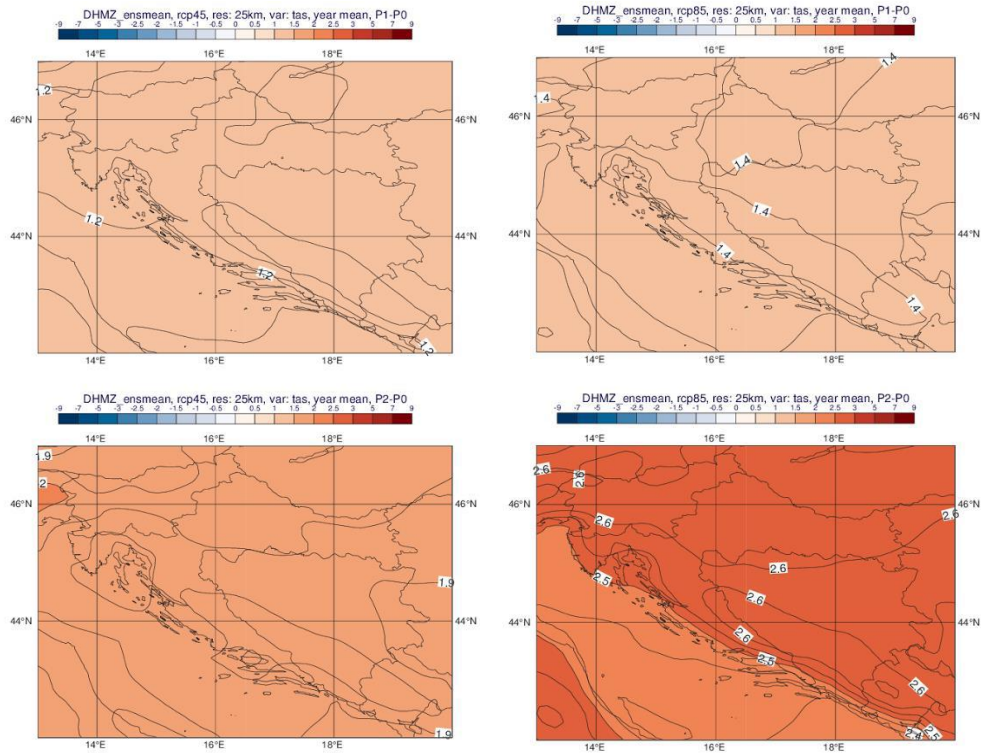 DHMZ_ensmean, rcp45, res: 25km, var: tas, year mean, P1-P0
-9 -7 -5 -3 -2.5 -2 -1.5 -1 -0.5 0 0.5 1 1.5 2 2.5 3 5 7 9
14°E 16°E 18°E
1.2
46°N
1.2
44°N
1.2
1.2
14°E 16°E 18°E
DHMZ_ensmean, rcp85, res: 25km, var: tas, year mean, P1-P0
-9 -7 -5 -3 -2.5 -2 -1.5 -1 -0.5 0 0.5 1 1.5 2 2.5 3 5 7 9
14°E 16°E 18°E
1.4
1.4
46°N 46°N
1.4
1.4
44°N 44°N
1.4
1.4
14°E 16°E 18°E
DHMZ_ensmean, rcp45, res: 25km, var: tas, year mean, P2-P0
-9 -7 -5 -3 -2.5 -2 -1.5 -1 -0.5 0 0.5 1 1.5 2 2.5 3 5 7 9
14°E 16°E 18°E
1.9
2
46°N
1.9
44°N
1.9
14°E 16°E 18°E
DHMZ_ensmean, rcp85, res: 25km, var: tas, year mean, P2-P0
-9 -7 -5 -3 -2.5 -2 -1.5 -1 -0.5 0 0.5 1 1.5 2 2.5 3 5 7 9
14°E 16°E 18°E
2.6
2.6
46°N 46°N
2.6
2.6
2.6
2.5
2.6
44°N 44°N
2.6
2.5
2.6
2.4
2.5
14°E 16°E 18°E